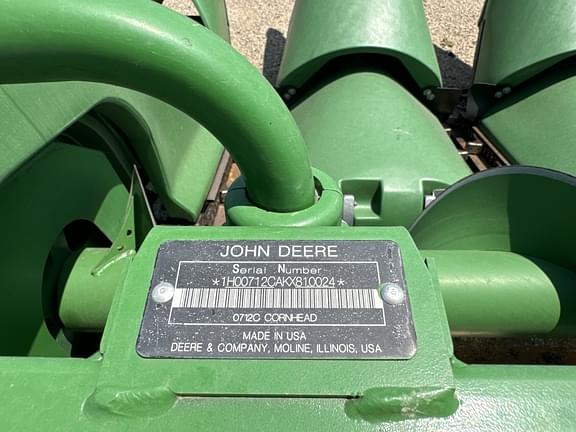 JOHN DEERE
Serial Number
*1H00712CAKX810024*
0712C CORNHEAD
MADE IN USA
DEERE & COMPANY, MOLINE, ILLINOIS, USA